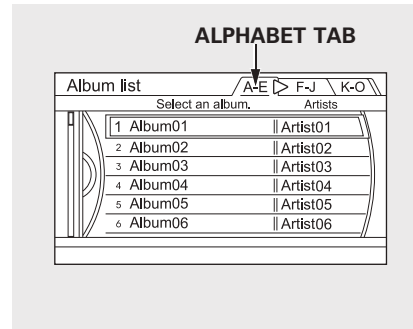 ALPHABET TAB
Album list A-E F-J K-O
Select an album. Artists
1 Album01 Artist01
2 Album02 Artist02
3 Album03 Artist03
4 Album04 Artist04
5 Album05 Artist05
6 Album06 Artist06